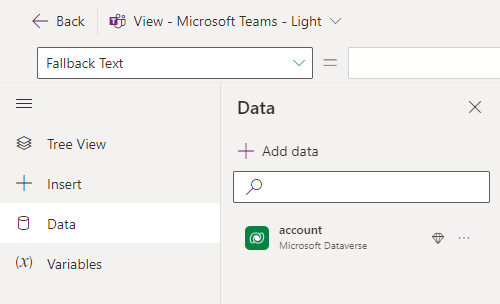 Back View - Microsoft Teams - Light
Fallback Text =
Data
Tree View
Insert
Data
(x)
Variables
Add data
account
Microsoft Dataverse
...